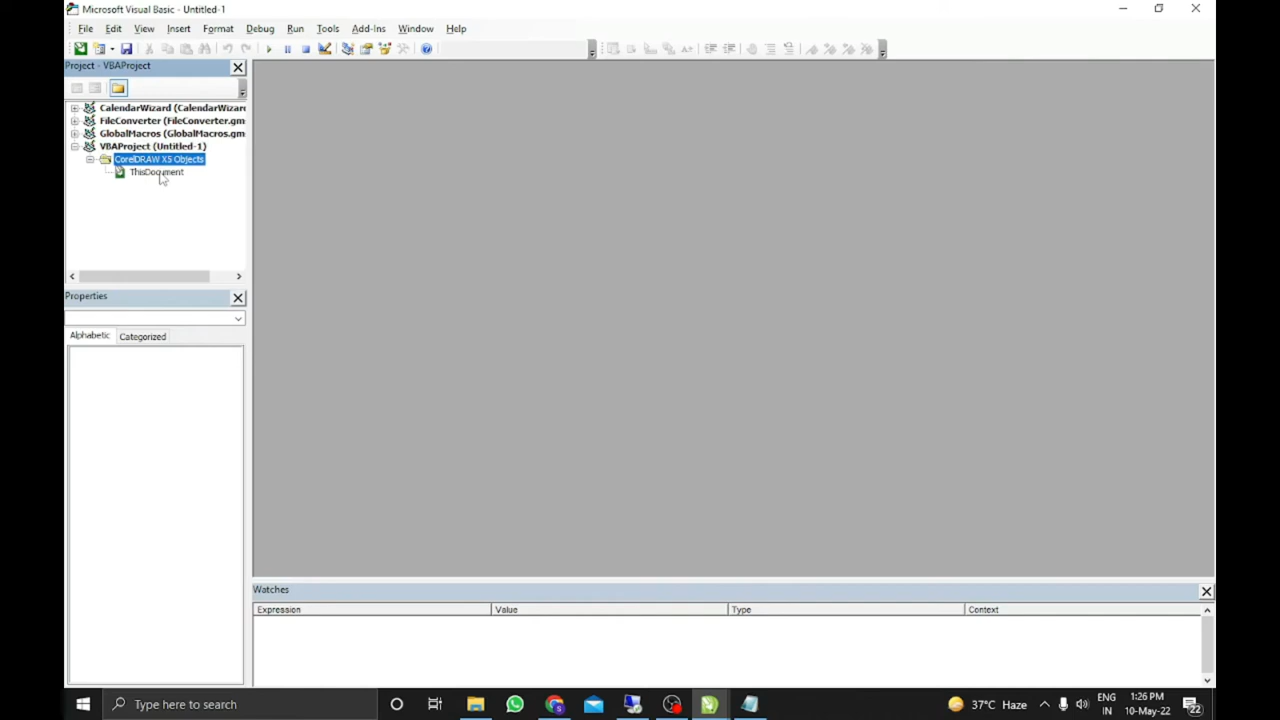 Microsoft Visual Basic - Untitled-1
File Edit View Insert Format Debug Run Tools Add-Ins Window Help
Project - VBAProject
CalendarWizard (CalendarWizard
FileConverter (FileConverter.gm
GlobalMacros (GlobalMacros.gm
VBAProject (Untitled-1)
CorelDRAW X5 Objects
ThisDocument
Properties
Alphabetic Categorized
Watches
Expression Value Type Context
Type here to search
37°C Haze
ENG
IN
1:26 PM
10-May-22
22